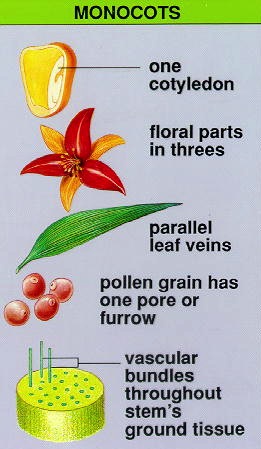 MONOCOTS
one
cotyledon
floral parts
in threes
parallel
leaf veins
pollen grain has
one pore or
furrow
vascular
bundles
throughout
stem's
ground tissue